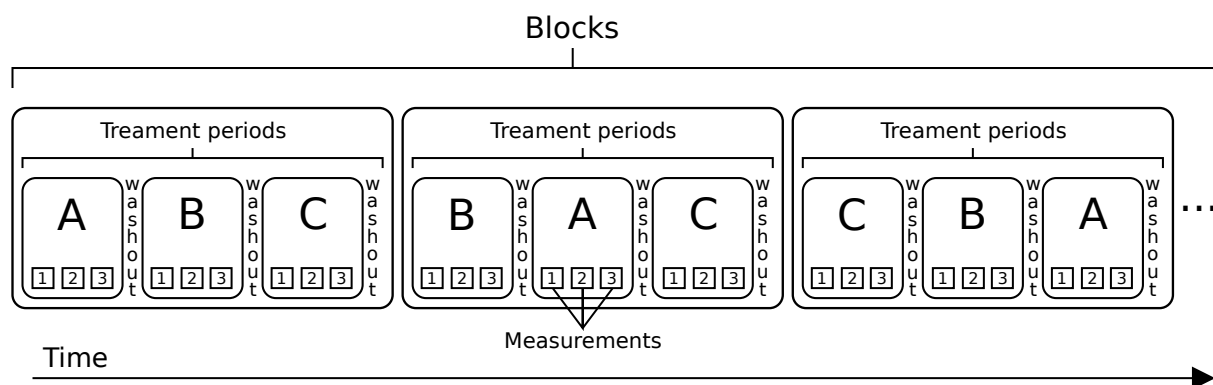 Blocks
Treament periods Treament periods Treament periods
A washout B washout C washout B washout A washout C washout C washout B washout A washout ...
1 2 3 1 2 3 1 2 3 1 2 3 1 2 3 1 2 3 1 2 3 1 2 3 1 2 3
Measurements
Time